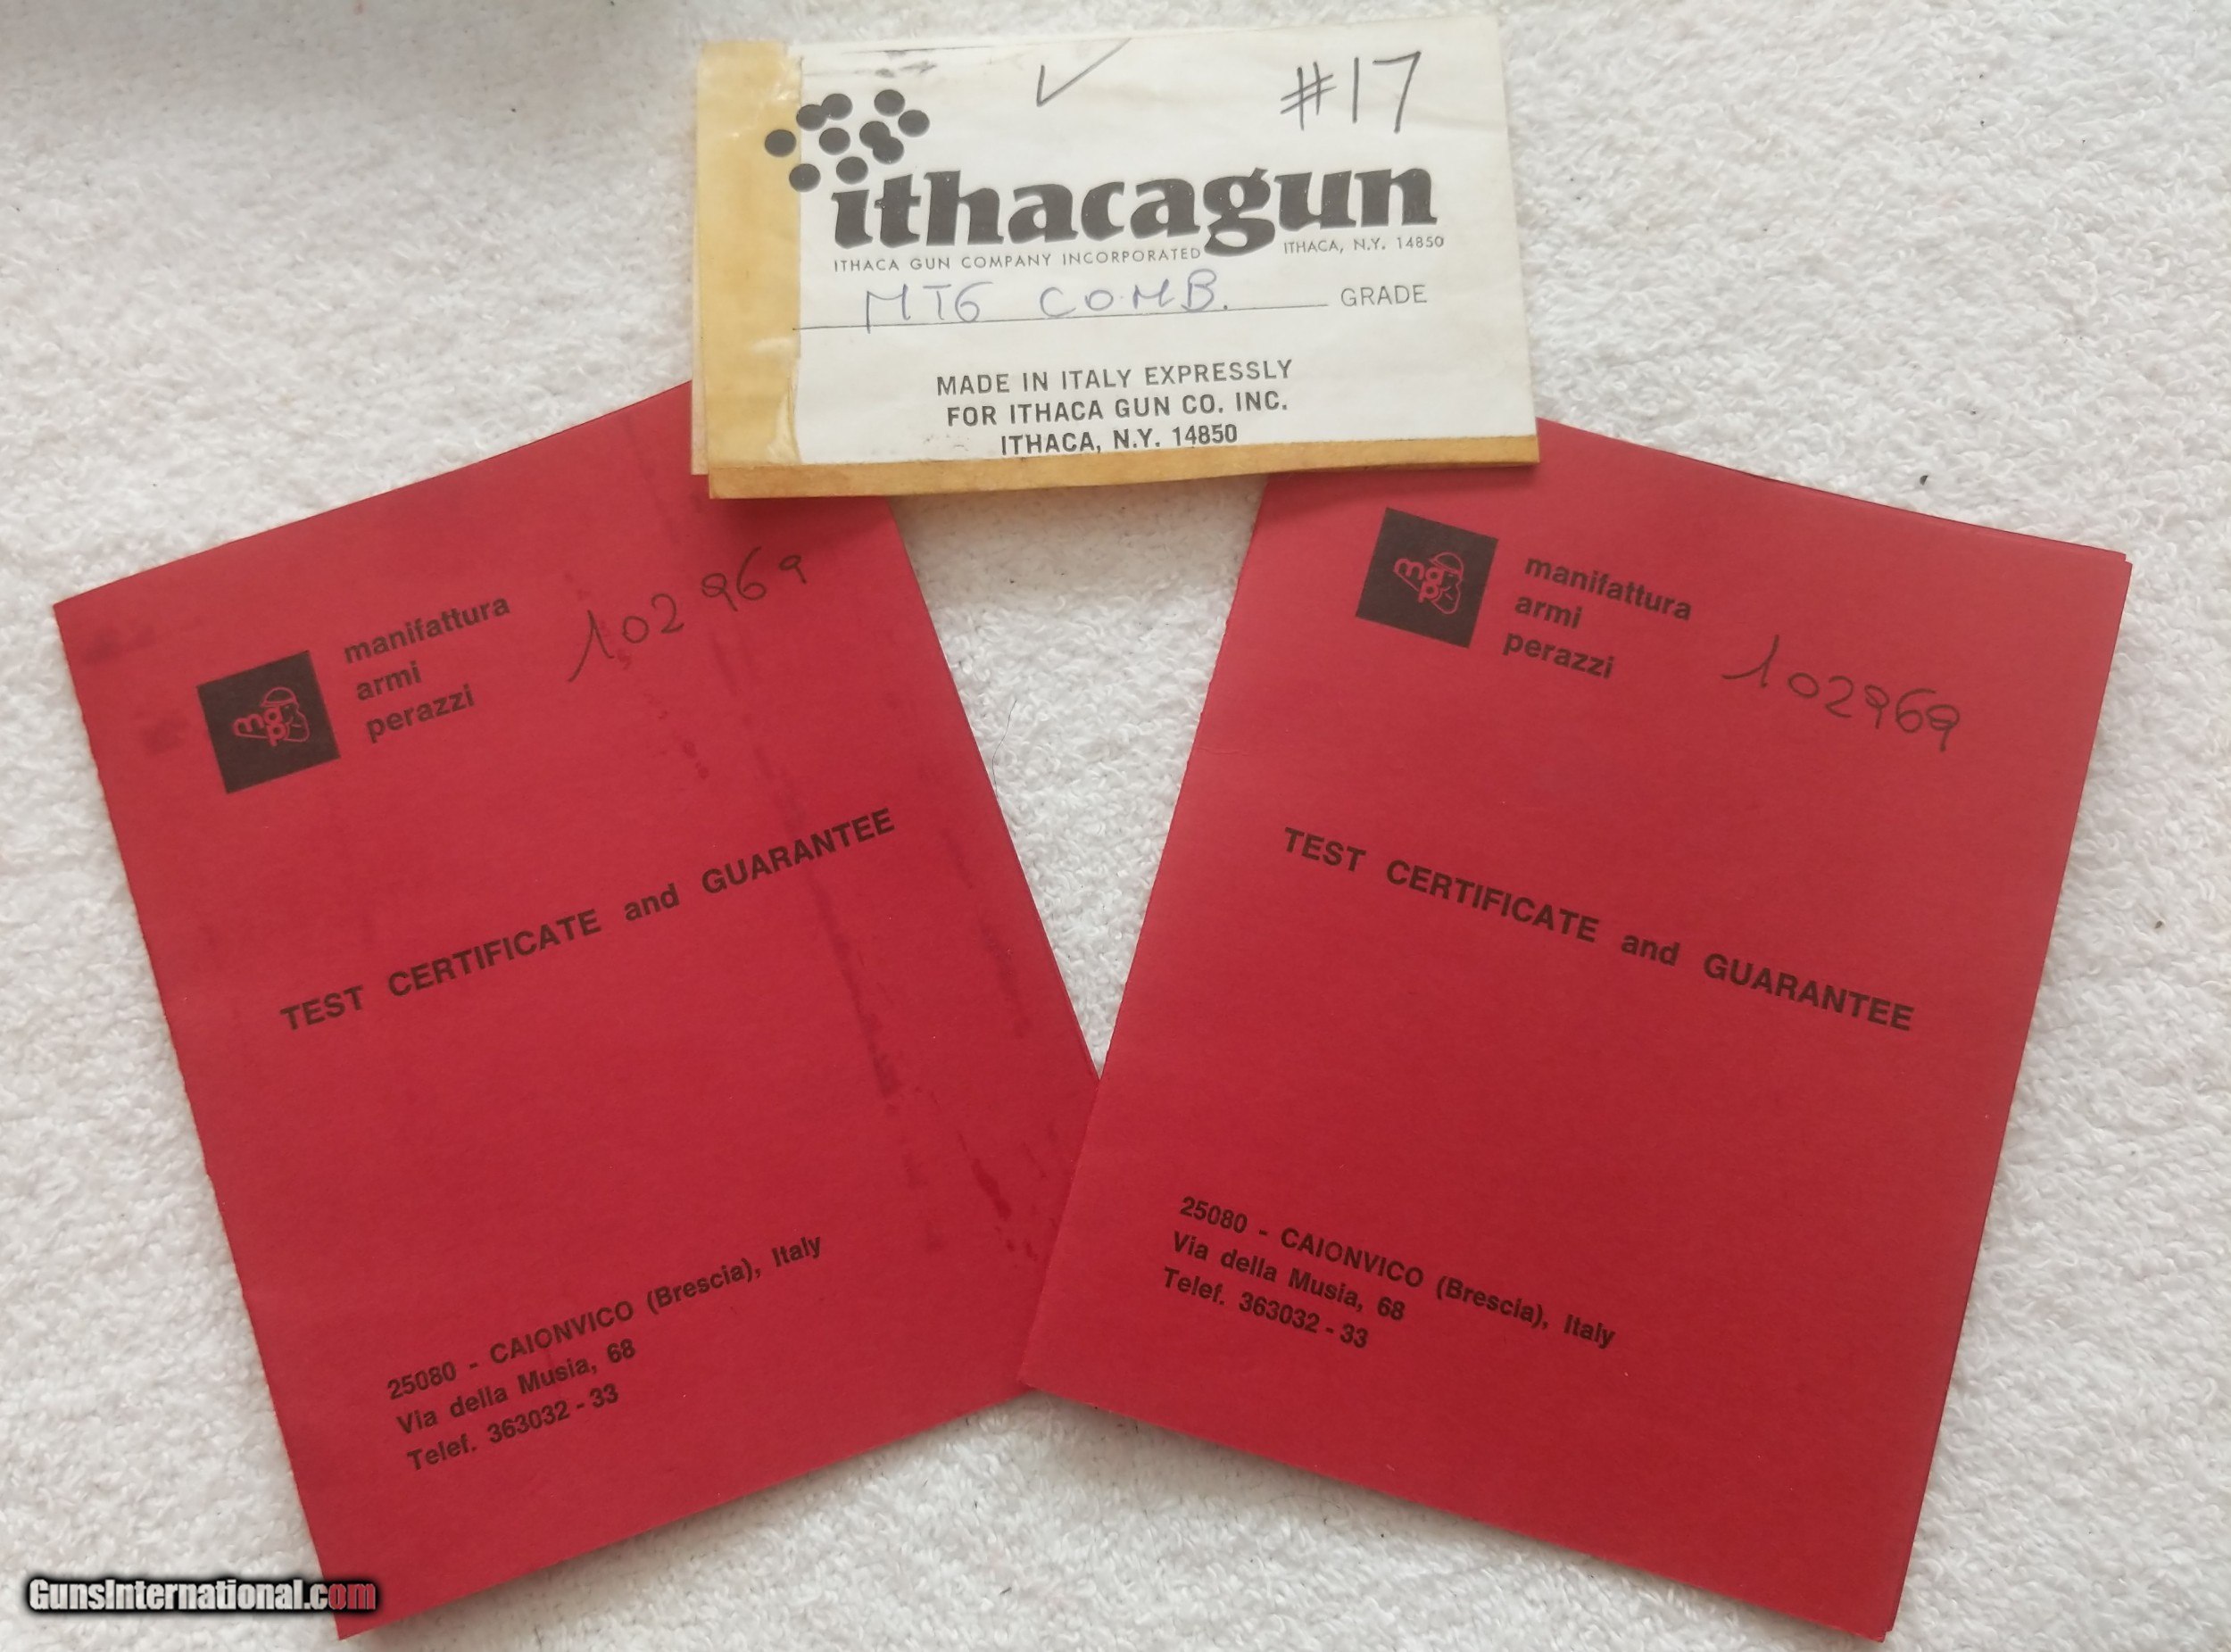 #17
ithacagun
ITHACA GUN COMPANY INCORPORATED ITHACA, N.Y. 14850
MT6 COMB. GRADE
MADE IN ITALY EXPRESSLY
FOR ITHACA GUN CO. INC.
ITHACA, N.Y. 14850
map
manifattura
armi
perazzi
102969
TEST CERTIFICATE and GUARANTEE
25080 - CAIONVICO (Brescia), Italy
Via della Musia, 68
Telef. 363032 - 33
map
manifattura
armi
perazzi
102969
TEST CERTIFICATE and GUARANTEE
25080 - CAIONVICO (Brescia), Italy
Via della Musia, 68
Telef. 363032 - 33
GunsInternational.com